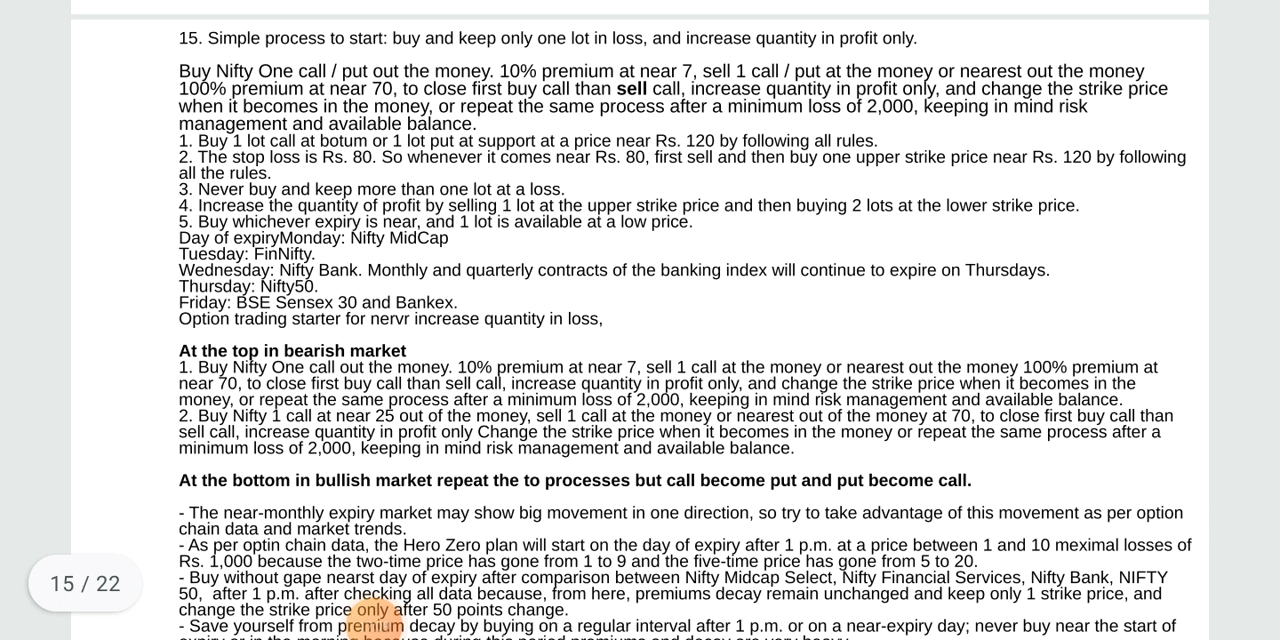 15. Simple process to start: buy and keep only one lot in loss, and increase quantity in profit only.
Buy Nifty One call / put out the money. 10% premium at near 7, sell 1 call / put at the money or nearest out the money
100% premium at near 70, to close first buy call than sell call, increase quantity in profit only, and change the strike price
when it becomes in the money, or repeat the same process after a minimum loss of 2,000, keeping in mind risk
management and available balance.
1. Buy 1 lot call at botum or 1 lot put at support at a price near Rs. 120 by following all rules.
2. The stop loss is Rs. 80. So whenever it comes near Rs. 80, first sell and then buy one upper strike price near Rs. 120 by following
all the rules.
3. Never buy and keep more than one lot at a loss.
4. Increase the quantity of profit by selling 1 lot at the upper strike price and then buying 2 lots at the lower strike price.
5. Buy whichever expiry is near, and 1 lot is available at a low price.
Day of expiryMonday: Nifty MidCap
Tuesday: FinNifty.
Wednesday: Nifty Bank. Monthly and quarterly contracts of the banking index will continue to expire on Thursdays.
Thursday: Nifty50.
Friday: BSE Sensex 30 and Bankex.
Option trading starter for nervr increase quantity in loss,
At the top in bearish market
1. Buy Nifty One call out the money. 10% premium at near 7, sell 1 call at the money or nearest out the money 100% premium at
near 70, to close first buy call than sell call, increase quantity in profit only, and change the strike price when it becomes in the
money, or repeat the same process after a minimum loss of 2,000, keeping in mind risk management and available balance.
2. Buy Nifty 1 call at near 25 out of the money, sell 1 call at the money or nearest out of the money at 70, to close first buy call than
sell call, increase quantity in profit only Change the strike price when it becomes in the money or repeat the same process after a
minimum loss of 2,000, keeping in mind risk management and available balance.
At the bottom in bullish market repeat the to processes but call become put and put become call.
- The near-monthly expiry market may show big movement in one direction, so try to take advantage of this movement as per option
chain data and market trends.
- As per optin chain data, the Hero Zero plan will start on the day of expiry after 1 p.m. at a price between 1 and 10 meximal losses of
Rs. 1,000 because the two-time price has gone from 1 to 9 and the five-time price has gone from 5 to 20.
- Buy without gape nearst day of expiry after comparison between Nifty Midcap Select, Nifty Financial Services, Nifty Bank, NIFTY
50, after 1 p.m. after checking all data because, from here, premiums decay remain unchanged and keep only 1 strike price, and
change the strike price only after 50 points change.
- Save yourself from premium decay by buying on a regular interval after 1 p.m. or on a near-expiry day; never buy near the start of
15 / 22